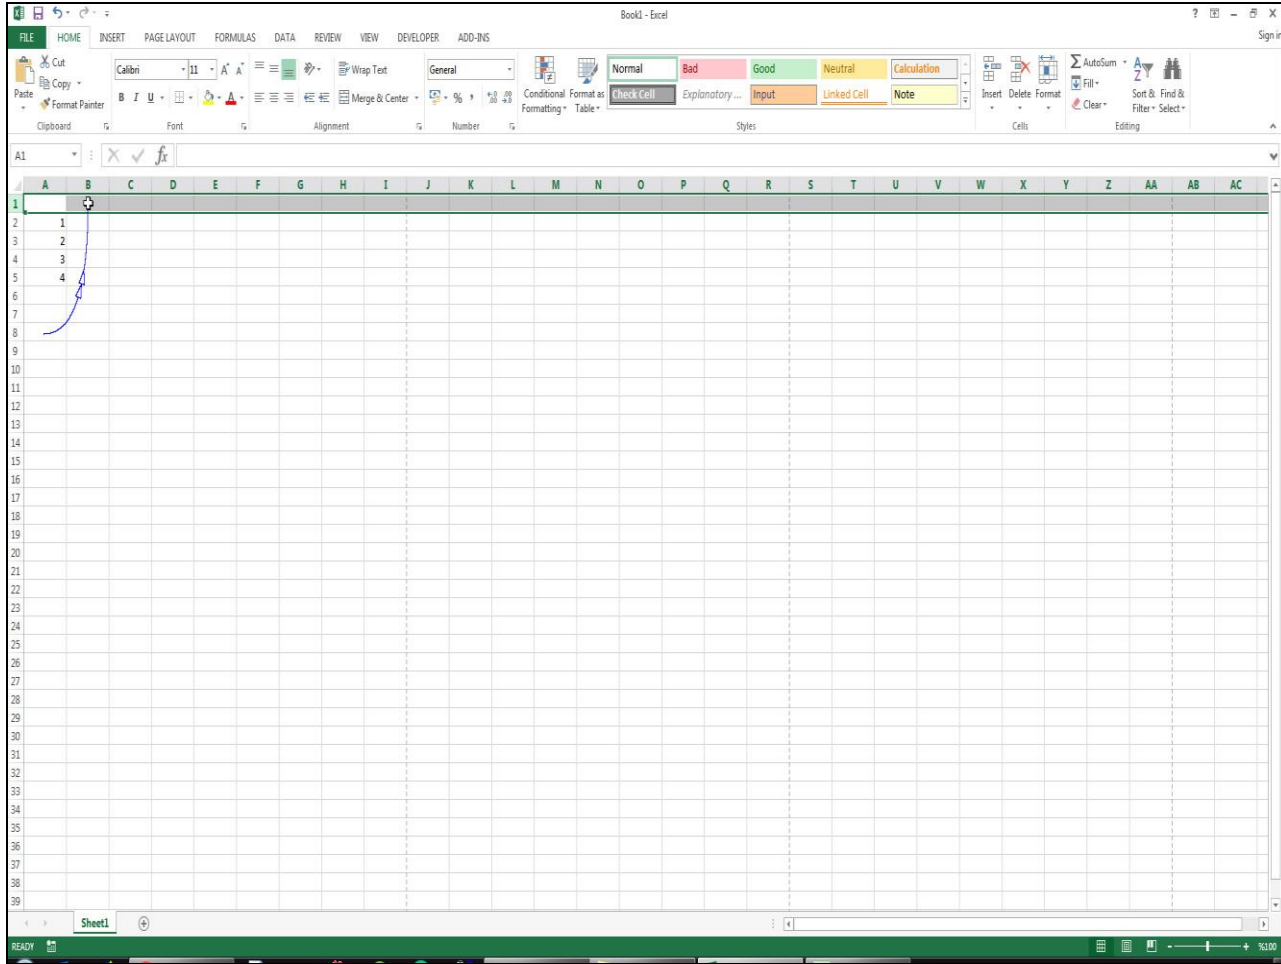 Book1 - Excel
?
FILE HOME INSERT PAGE LAYOUT FORMULAS DATA REVIEW VIEW DEVELOPER ADD-INS Sign in
Paste
Cut
Copy
Format Painter
Clipboard
Calibri 11
B I U
Font
Wrap Text
Merge & Center
Alignment
General
%
Number
Conditional Formatting
Format as Table
Normal Bad Good Neutral Calculation
Check Cell Explanatory ... Input Linked Cell Note
Styles
Insert Delete Format
Cells
AutoSum
Fill
Clear
Sort & Filter
Find & Select
Editing
A1 fx
A B C D E F G H I J K L M N O P Q R S T U V W X Y Z AA AB AC
1
2 1
3 2
4 3
5 4
6
7
8
9
10
11
12
13
14
15
16
17
18
19
20
21
22
23
24
25
26
27
28
29
30
31
32
33
34
35
36
37
38
39
Sheet1
READY %100